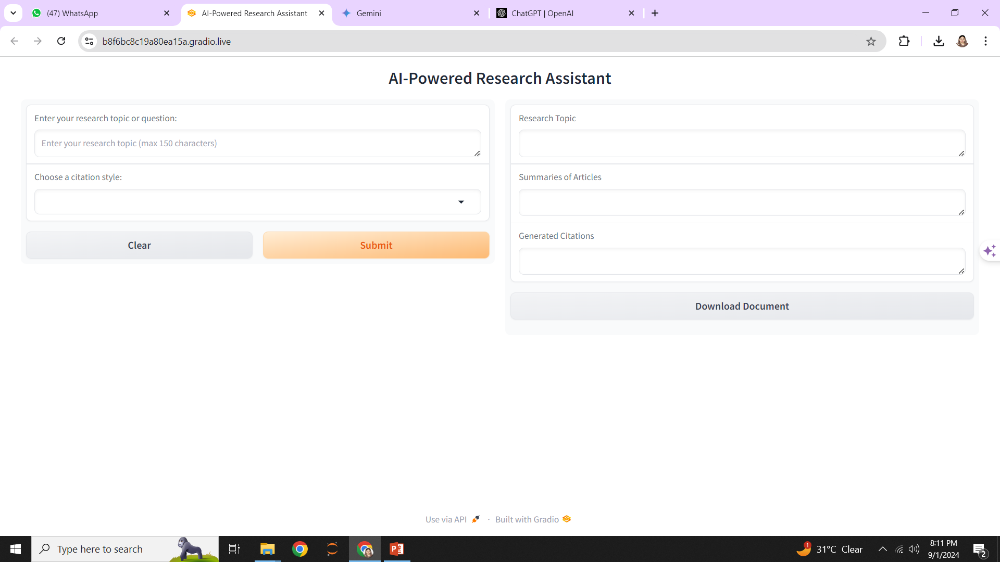 (47) WhatsApp
AI-Powered Research Assistant
Gemini
ChatGPT | OpenAI
b8f6bc8c19a80ea15a.gradio.live
AI-Powered Research Assistant
Enter your research topic or question:
Enter your research topic (max 150 characters)
Choose a citation style:
Clear
Submit
Research Topic
Summaries of Articles
Generated Citations
Download Document
Use via API · Built with Gradio
Type here to search
1
31°C Clear
8:11 PM
9/1/2024
2